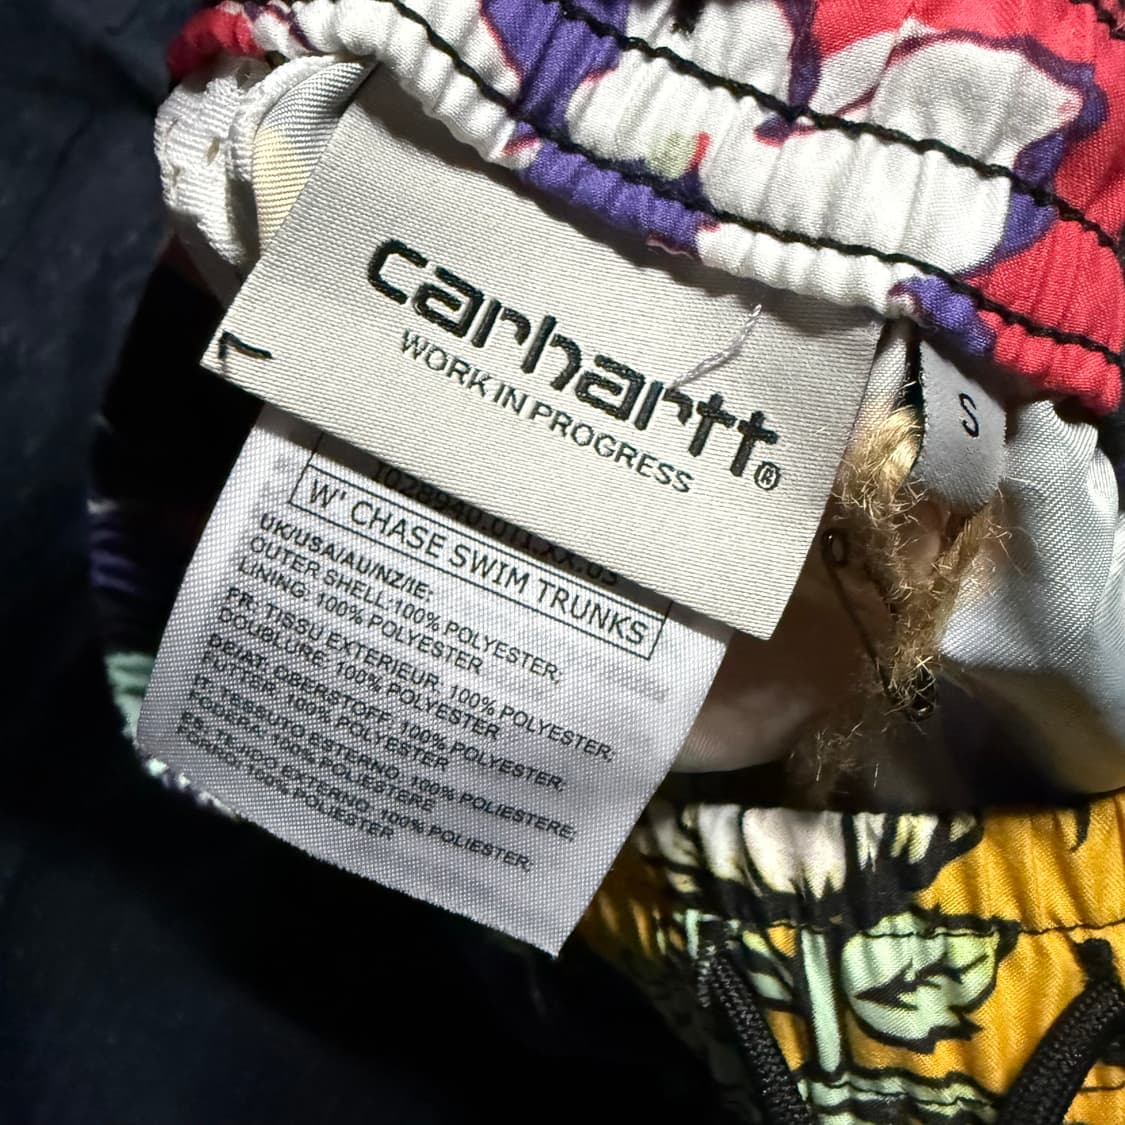 carhartt®
WORK IN PROGRESS
S
W' CHASE SWIM TRUNKS
UK/USA/AU/NZ/IE:
OUTER SHELL:100% POLYESTER;
LINING: 100% POLYESTER
FR: TISSU EXTERIEUR, 100% POLYESTER;
DOUBLURE: 100% POLYESTER
DE/AT: OBERSTOFF, 100% POLYESTER;
FUTTER: 100% POLYESTER
IT: TESSUTO ESTERNO, 100% POLIESTERE;
FODERA: 100% POLIESTERE
ES: TEJIDO EXTERNO, 100% POLIESTER;
FORRO: 100% POLIESTER